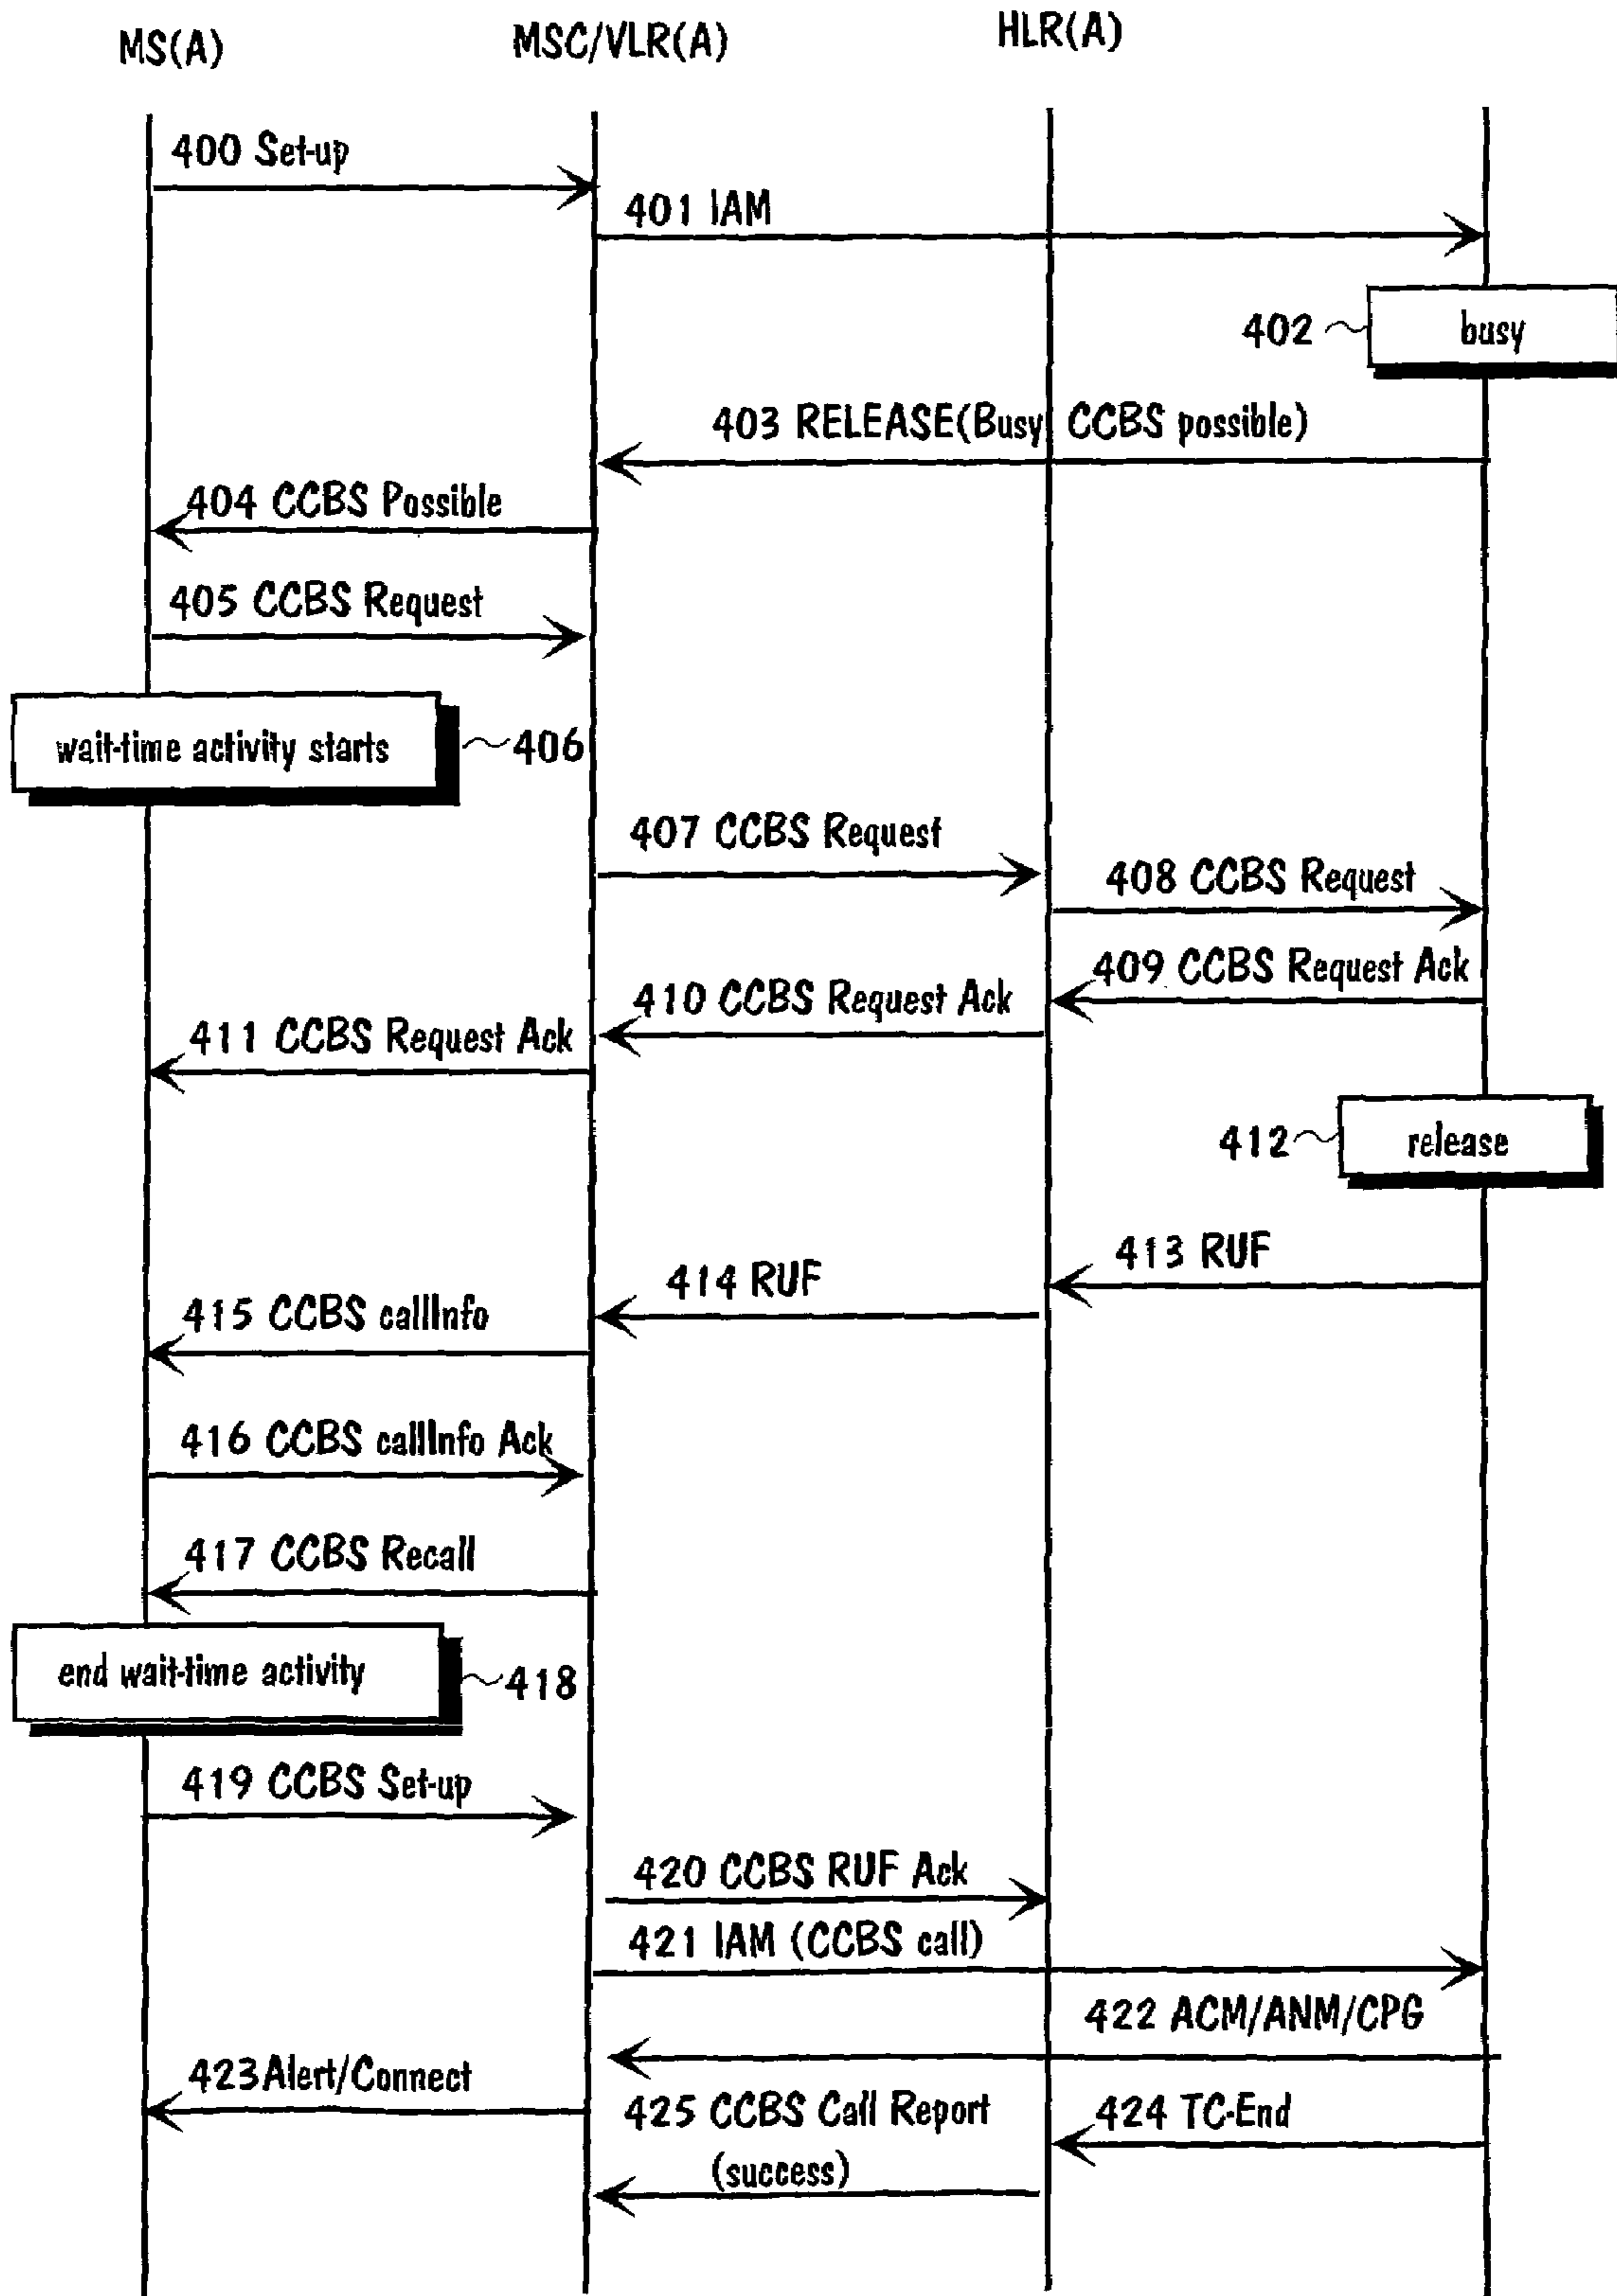 MS(A)
MSC/VLR(A)
HLR(A)
400 Set-up
401 IAM
402
busy
403 RELEASE(Busy CCBS possible)
404 CCBS Possible
405 CCBS Request
wait-time activity starts
406
407 CCBS Request
408 CCBS Request
409 CCBS Request Ack
410 CCBS Request Ack
411 CCBS Request Ack
412
release
413 RUF
414 RUF
415 CCBS callInfo
416 CCBS callInfo Ack
417 CCBS Recall
end wait-time activity
418
419 CCBS Set-up
420 CCBS RUF Ack
421 IAM (CCBS call)
422 ACM/ANM/CPG
423Alert/Connect
425 CCBS Call Report
(success)
424 TC-End